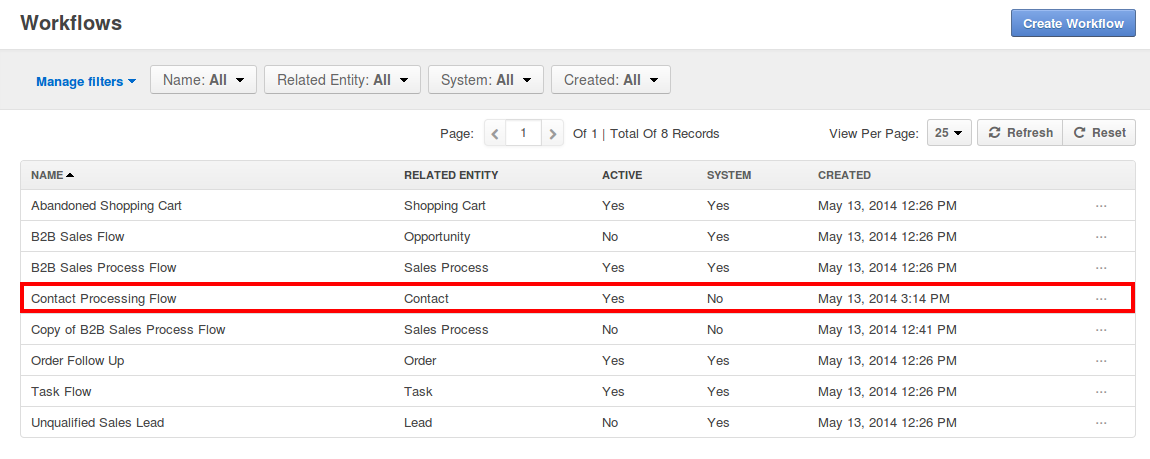 Workflows
Create Workflow
Manage filters Name: All Related Entity: All System: All Created: All
Page: 1 Of 1 | Total Of 8 Records View Per Page: 25 Refresh Reset
NAME RELATED ENTITY ACTIVE SYSTEM CREATED
Abandoned Shopping Cart Shopping Cart Yes Yes May 13, 2014 12:26 PM ...
B2B Sales Flow Opportunity No Yes May 13, 2014 12:26 PM ...
B2B Sales Process Flow Sales Process Yes Yes May 13, 2014 12:26 PM ...
Contact Processing Flow Contact Yes No May 13, 2014 3:14 PM ...
Copy of B2B Sales Process Flow Sales Process No No May 13, 2014 12:41 PM ...
Order Follow Up Order Yes Yes May 13, 2014 12:26 PM ...
Task Flow Task Yes Yes May 13, 2014 12:26 PM ...
Unqualified Sales Lead Lead No Yes May 13, 2014 12:26 PM ...